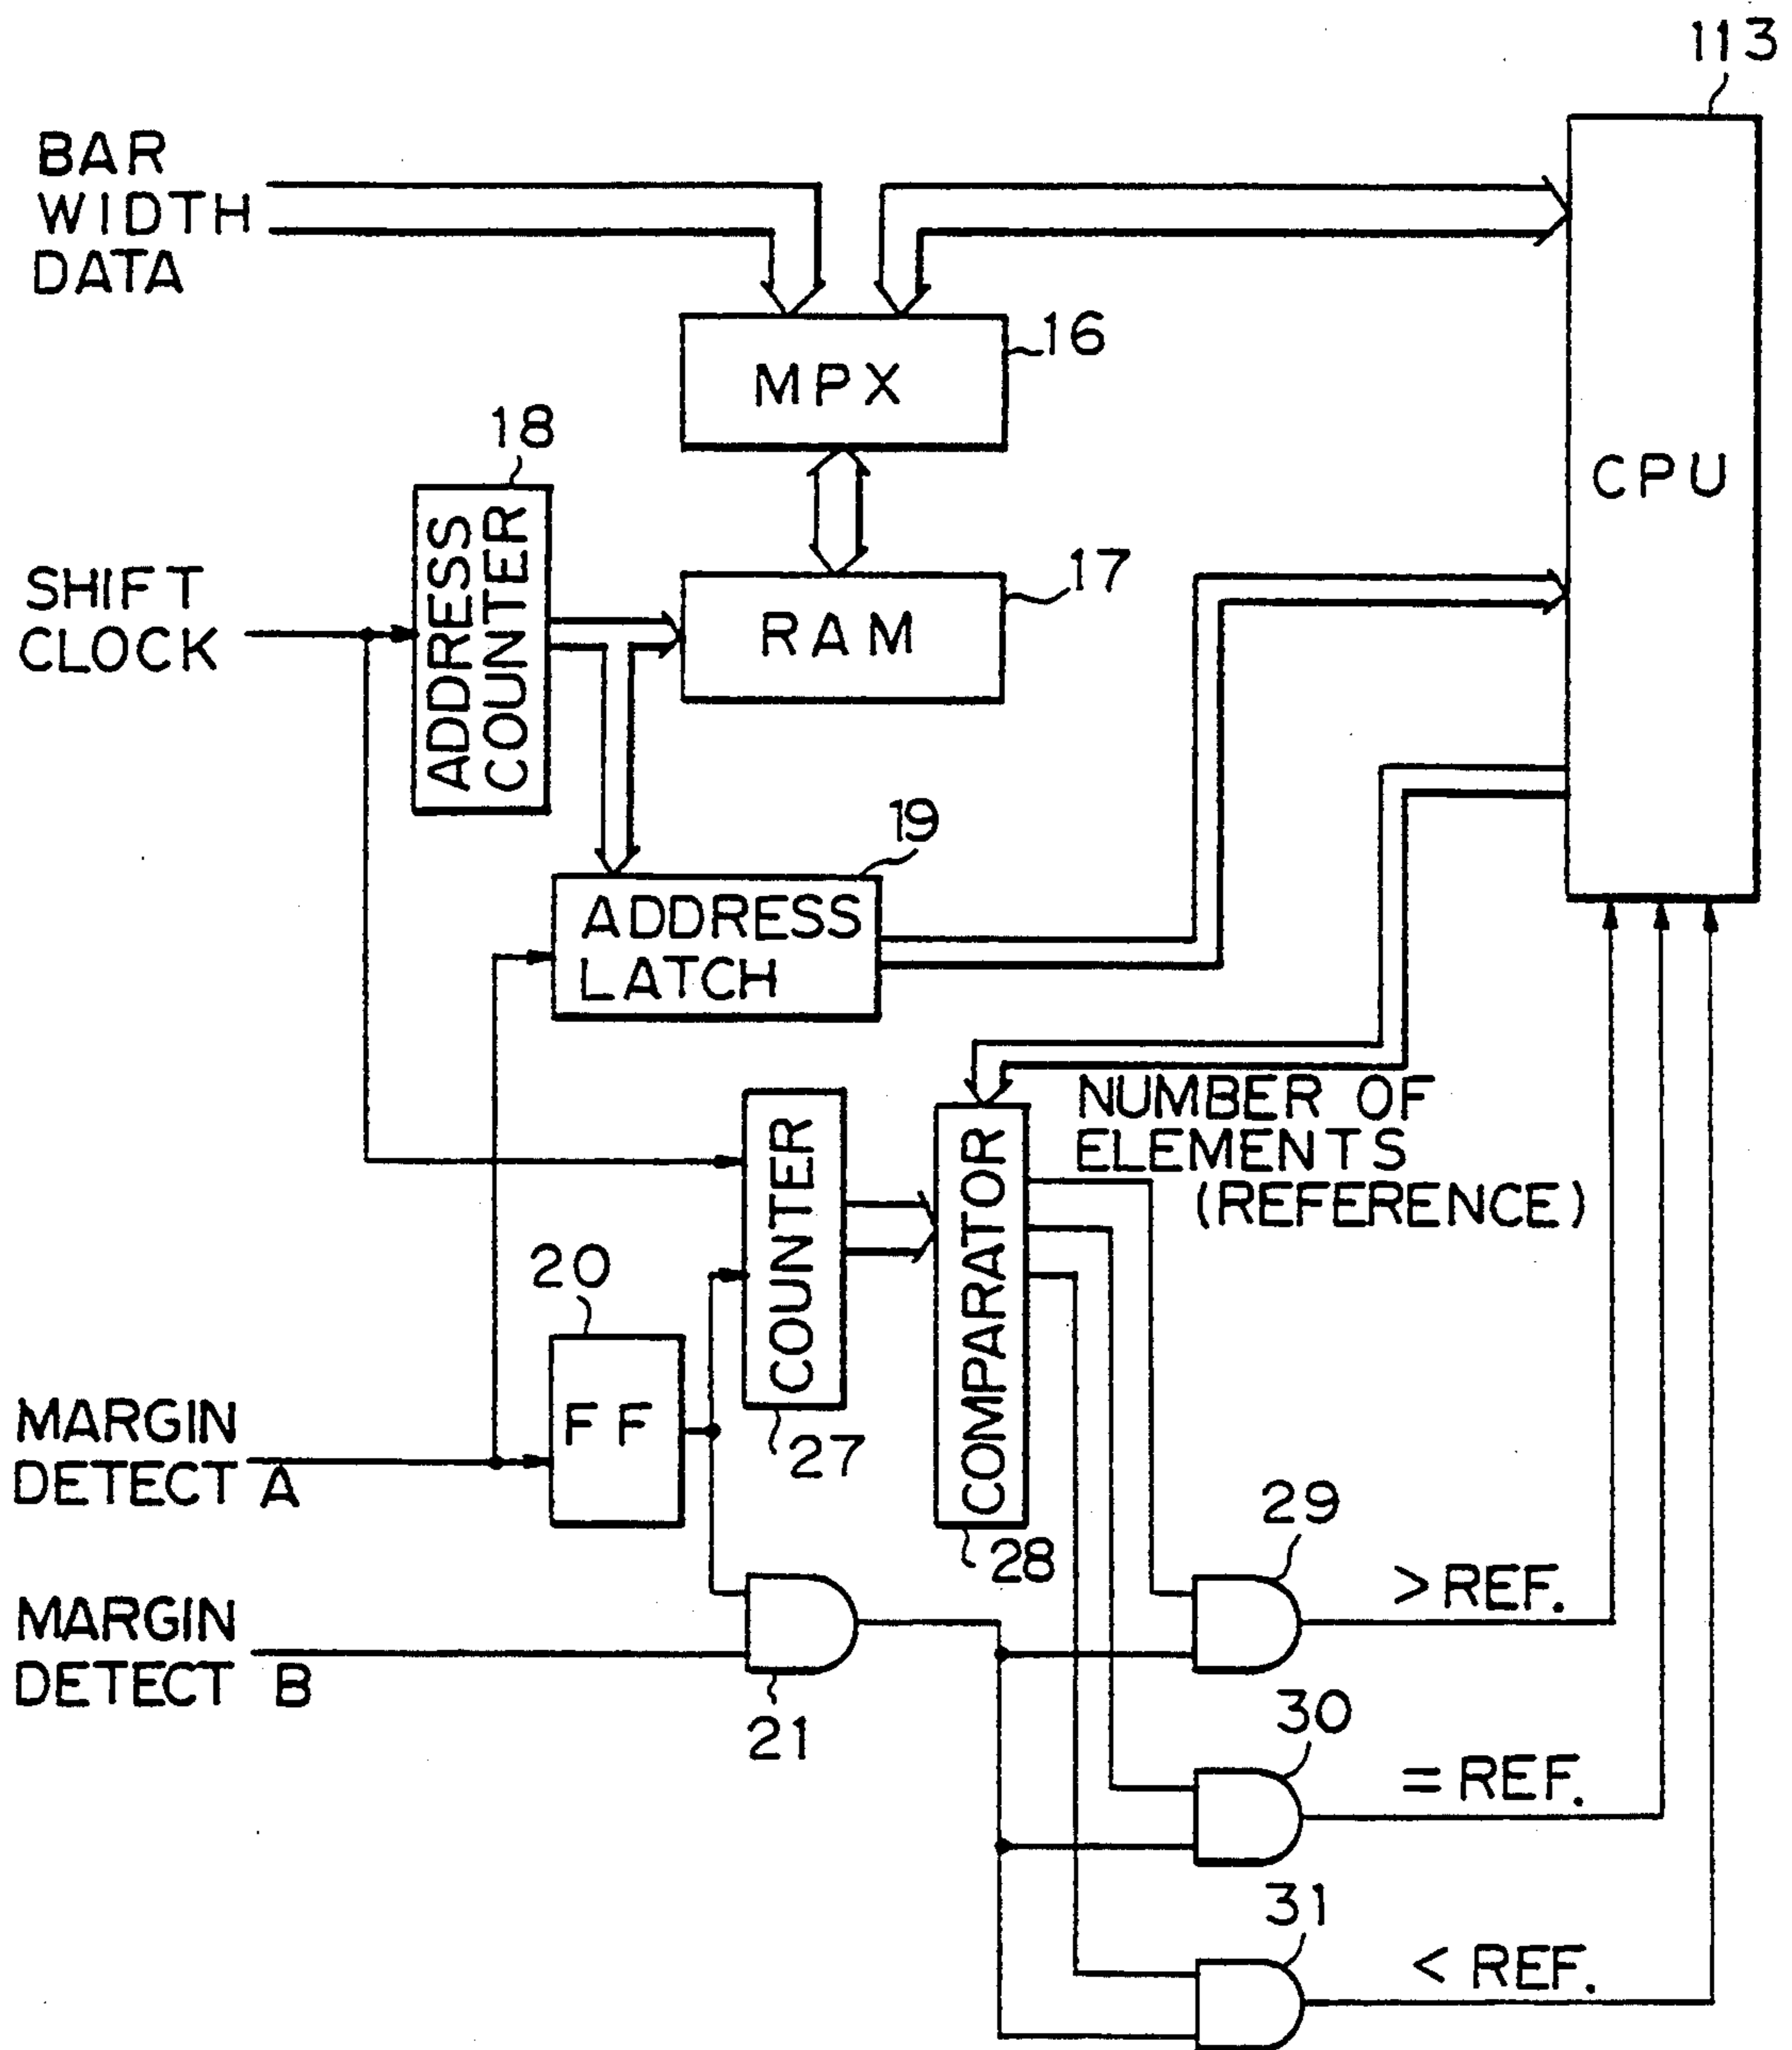 113
BAR
WIDTH
DATA
16
MPX
18
CPU
ADDRESS
COUNTER
SHIFT
CLOCK
17
RAM
19
ADDRESS
LATCH
NUMBER OF
ELEMENTS
(REFERENCE)
COUNTER
COMPARATOR
20
FF
27
MARGIN
DETECT A
28
29
> REF.
MARGIN
DETECT B
21
30
= REF.
31
< REF.